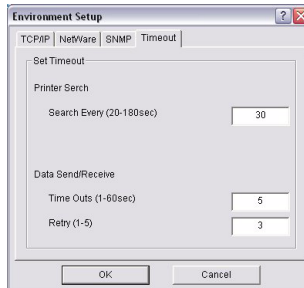 Environment Setup
TCP/IP NetWare SNMP Timeout
Set Timeout
Printer Serch
Search Every (20-180sec) 30
Data Send/Receive
Time Outs (1-60sec) 5
Retry (1-5) 3
OK Cancel